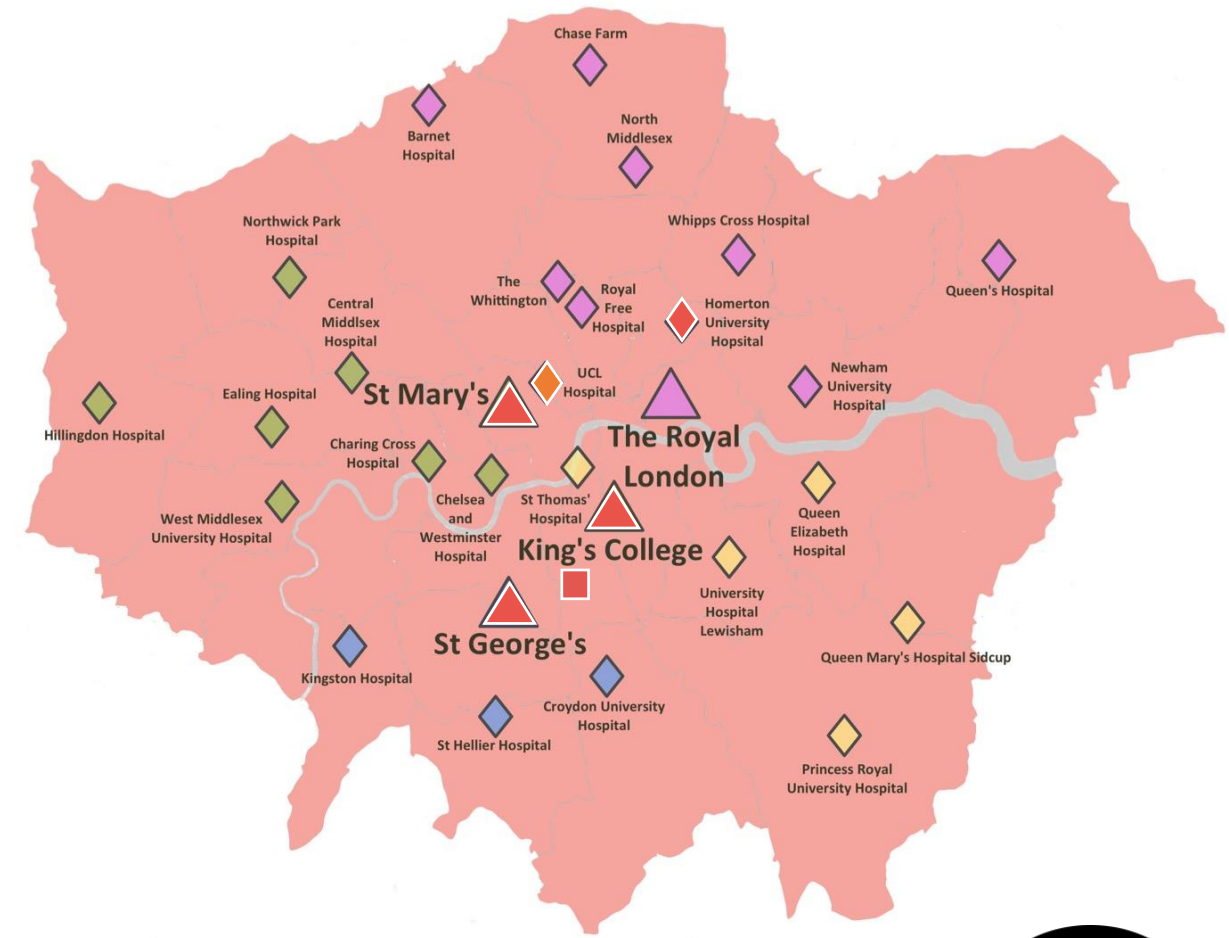 Chase Farm
Barnet
Hospital
North
Middlesex
Northwick Park
Hospital
Whipps Cross Hospital
The
Whittington
Royal
Free
Hospital
Queen's Hospital
Central
Middlsex
Hospital
Homerton
University
Hopsital
Ealing Hospital
St Mary's
UCL
Hospital
Newham
University
Hospital
Hillingdon Hospital
Charing Cross
Hospital
The Royal
London
Chelsea
and
Westminster
Hospital
St Thomas'
Hospital
West Middlesex
University Hospital
Queen
Elizabeth
Hospital
King's College
University
Hospital
Lewisham
St George's
Queen Mary's Hospital Sidcup
Kingston Hospital
Croydon University
Hospital
St Hellier Hospital
Princess Royal
University Hospital